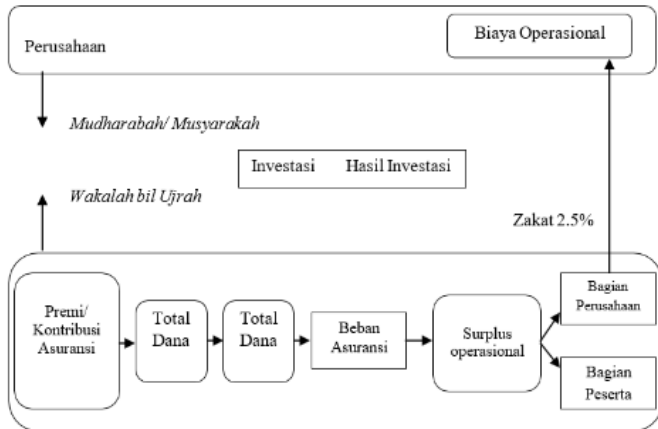 Perusahaan
Biaya Operasional
Mudharabah/ Musyarakah
Investasi Hasil Investasi
Wakalah bil Ujrah
Zakat 2.5%
Premi/
Kontribusi
Asuransi
Total
Dana
Total
Dana
Beban
Asuransi
Surplus
operasional
Bagian
Perusahaan
Bagian
Peserta